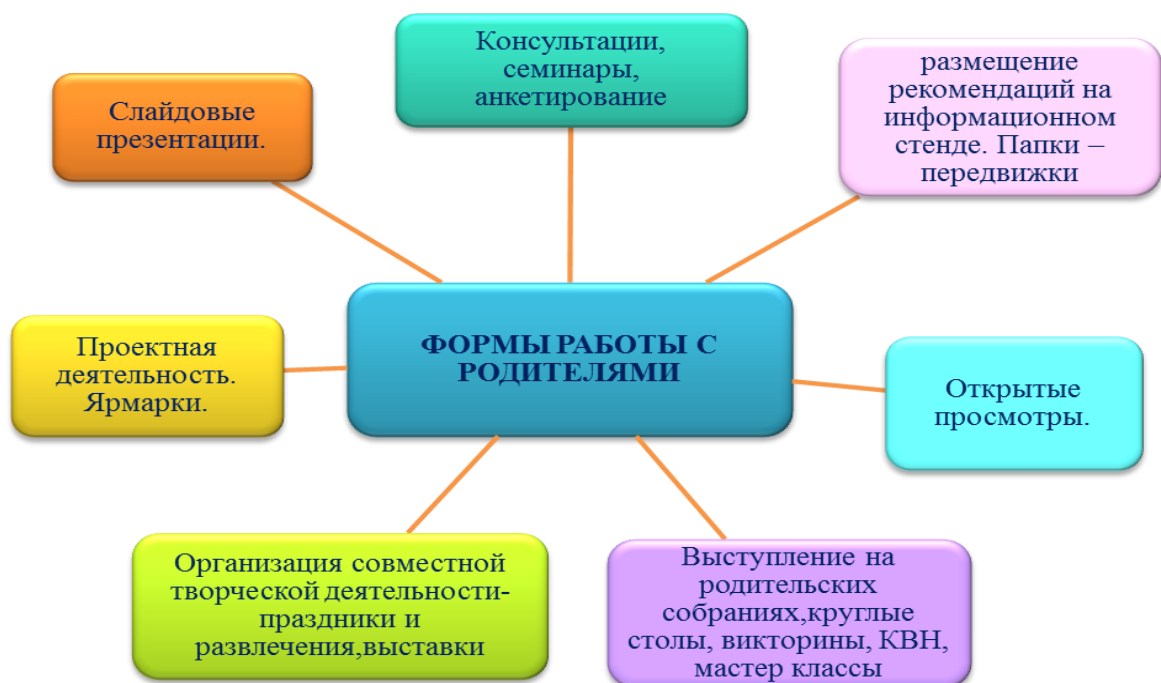 Консультации,
семинары,
анкетирование
размещение
рекомендаций на
информационном
стенде. Папки –
передвижки
Слайдовые
презентации.
ФОРМЫ РАБОТЫ С
РОДИТЕЛЯМИ
Проектная
деятельность.
Ярмарки.
Открытые
просмотры.
Организация совместной
творческой деятельности-
праздники и
развлечения,выставки
Выступление на
родительских
собраниях,круглые
столы, викторины, КВН,
мастер классы